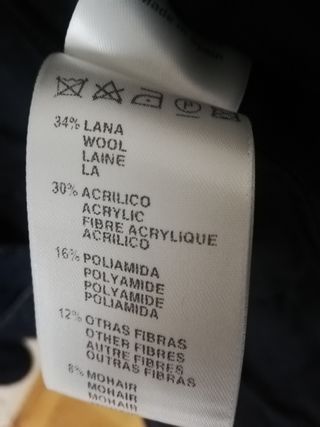 34% LANA
WOOL
LAINE
LA
30% ACRILICO
ACRYLIC
FIBRE ACRYLIQUE
ACRILICO
16% POLIAMIDA
POLYAMIDE
POLYAMIDE
POLIAMIDA
12% OTRAS FIBRAS
OTHER FIBRES
AUTRE FIBRES
OUTRAS FIBRAS
8% MOHAIR
MOHAIR
MOHAIR